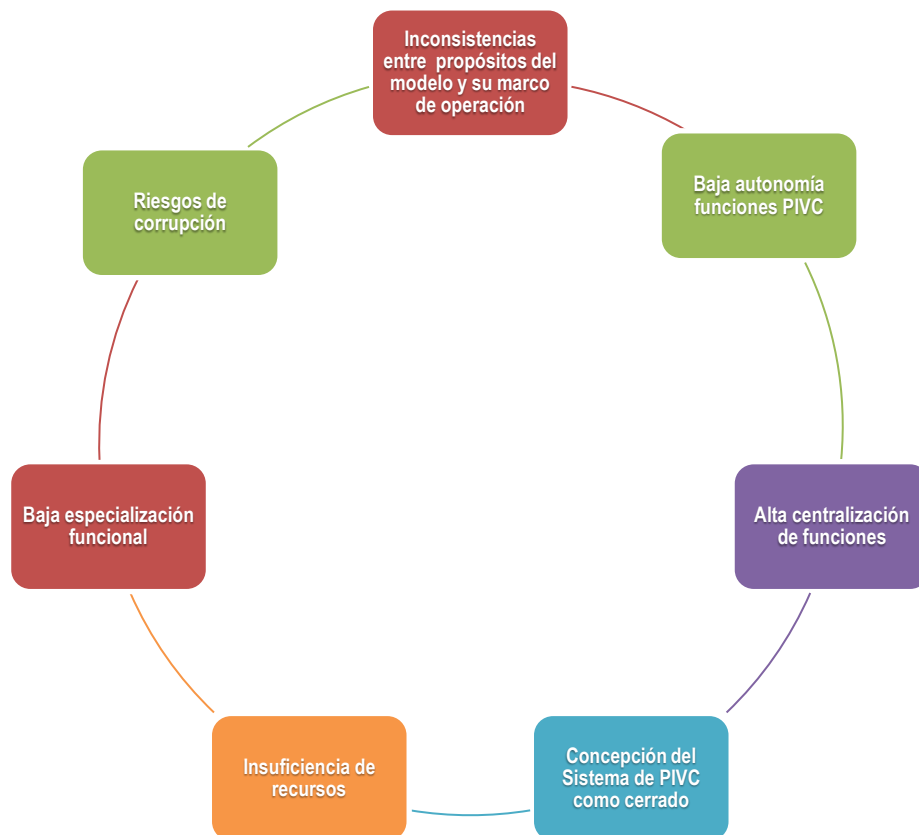 Inconsistencias
entre propósitos del
modelo y su marco
de operación
Baja autonomía
funciones PIVC
Alta centralización
de funciones
Concepción del
Sistema de PIVC
como cerrado
Insuficiencia de
recursos
Baja especialización
funcional
Riesgos de
corrupción